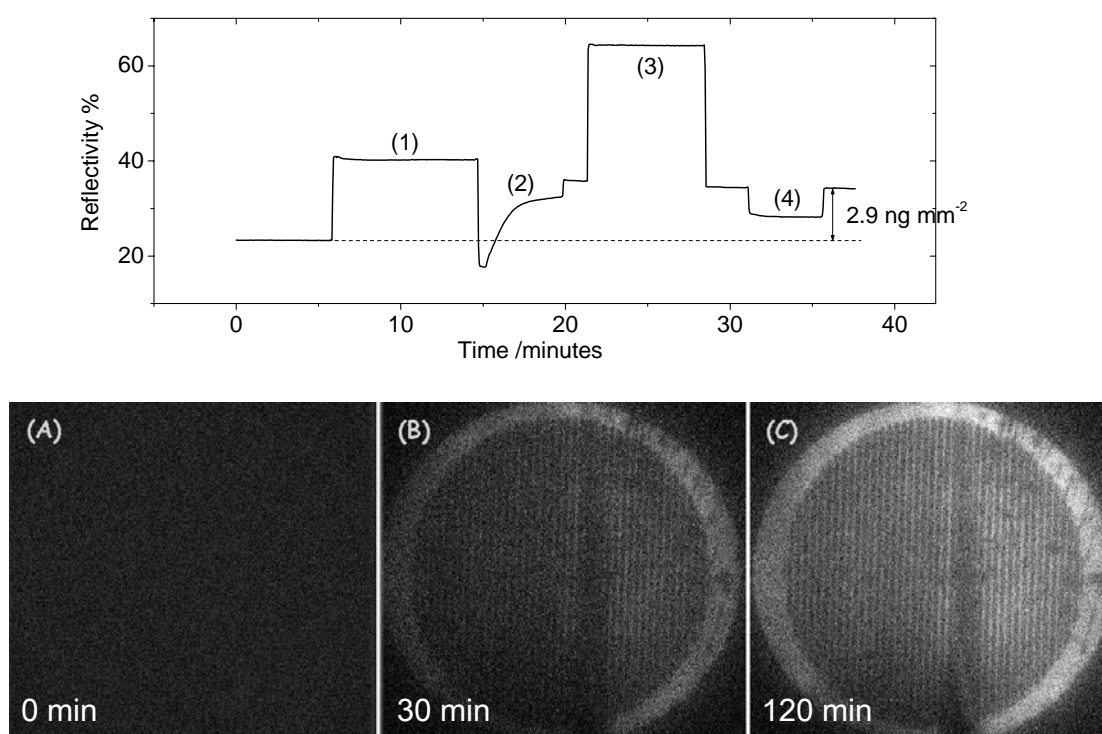 60
40
20
Reflectivity %
(1)
(2)
(3)
(4)
2.9 ng mm⁻²
0 10 20 30 40
Time /minutes
(A) (B) (C)
0 min 30 min 120 min